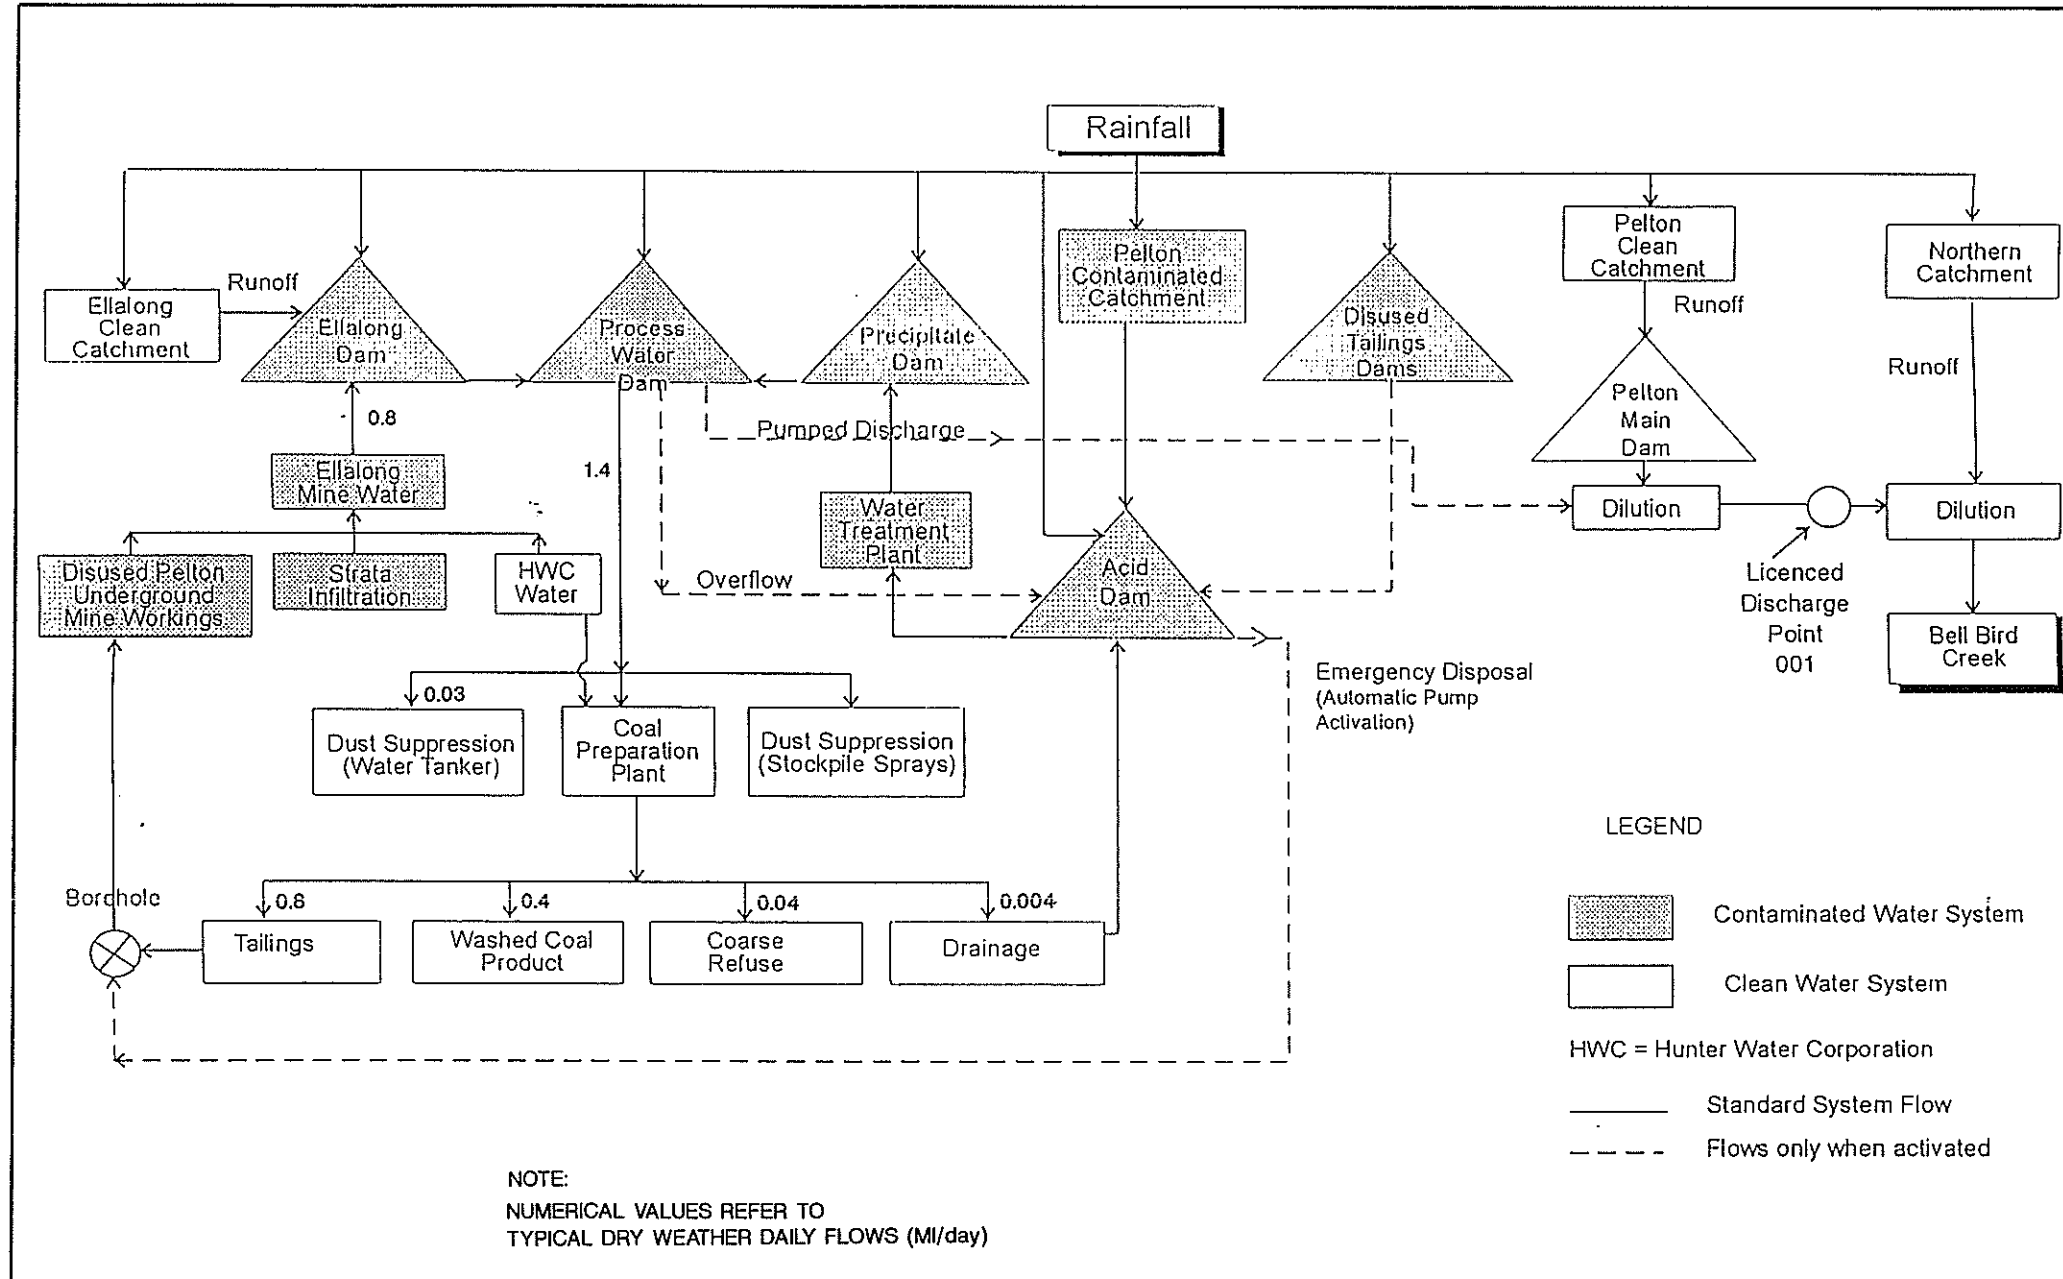 Rainfall
Ellalong
Clean
Catchment
Runoff
Ellalong
Dam
Process
Water
Dam
Precipitate
Dam
Pelton
Contaminated
Catchment
Disused
Tailings
Dams
Pelton
Clean
Catchment
Runoff
Northern
Catchment
Runoff
Pelton
Main
Dam
0.8
Ellalong
Mine Water
1.4
Pumped Discharge
Water
Treatment
Plant
Dilution
Dilution
Disused Pelton
Underground
Mine Workings
Strata
Infiltration
HWC
Water
Overflow
Acid
Dam
Licenced
Discharge
Point
001
Bell Bird
Creek
Emergency Disposal
(Automatic Pump
Activation)
0.03
Dust Suppression
(Water Tanker)
Coal
Preparation
Plant
Dust Suppression
(Stockpile Sprays)
Borehole
0.8
0.4
0.04
0.004
Tailings
Washed Coal
Product
Coarse
Refuse
Drainage
LEGEND
Contaminated Water System
Clean Water System
HWC = Hunter Water Corporation
Standard System Flow
Flows only when activated
NOTE:
NUMERICAL VALUES REFER TO
TYPICAL DRY WEATHER DAILY FLOWS (Ml/day)